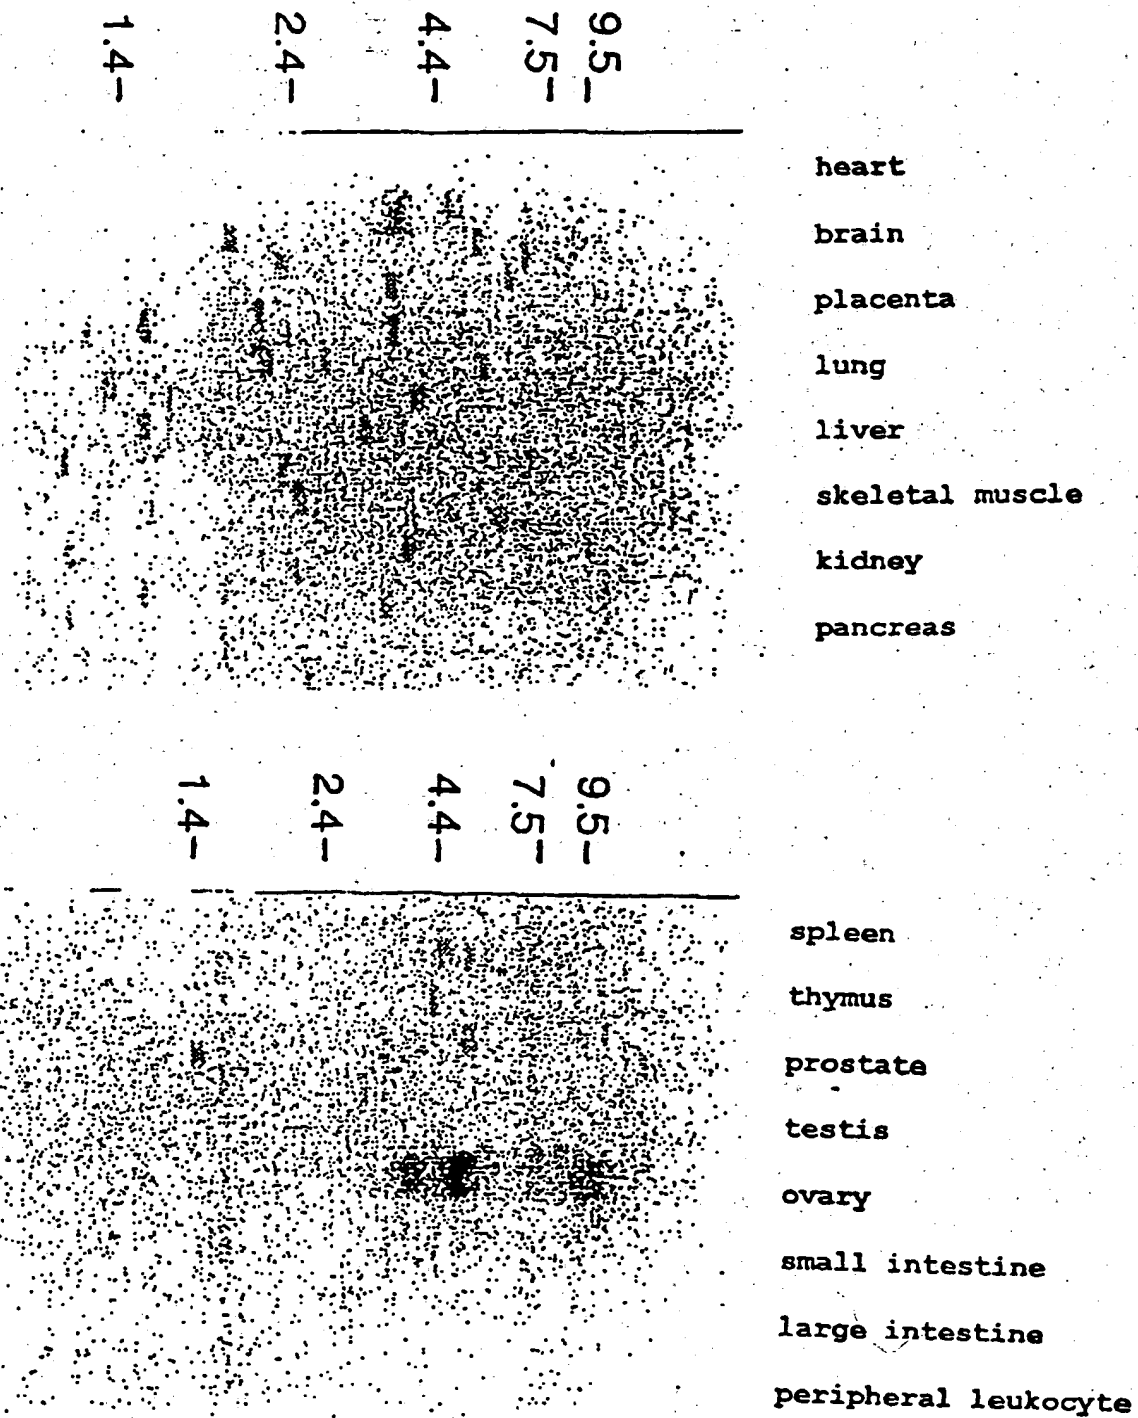 1.4- 2.4- 4.4- 7.5- 9.5-
heart
brain
placenta
lung
liver
skeletal muscle
kidney
pancreas
1.4- 2.4- 4.4- 7.5- 9.5-
spleen
thymus
prostate
testis
ovary
small intestine
large intestine
peripheral leukocyte